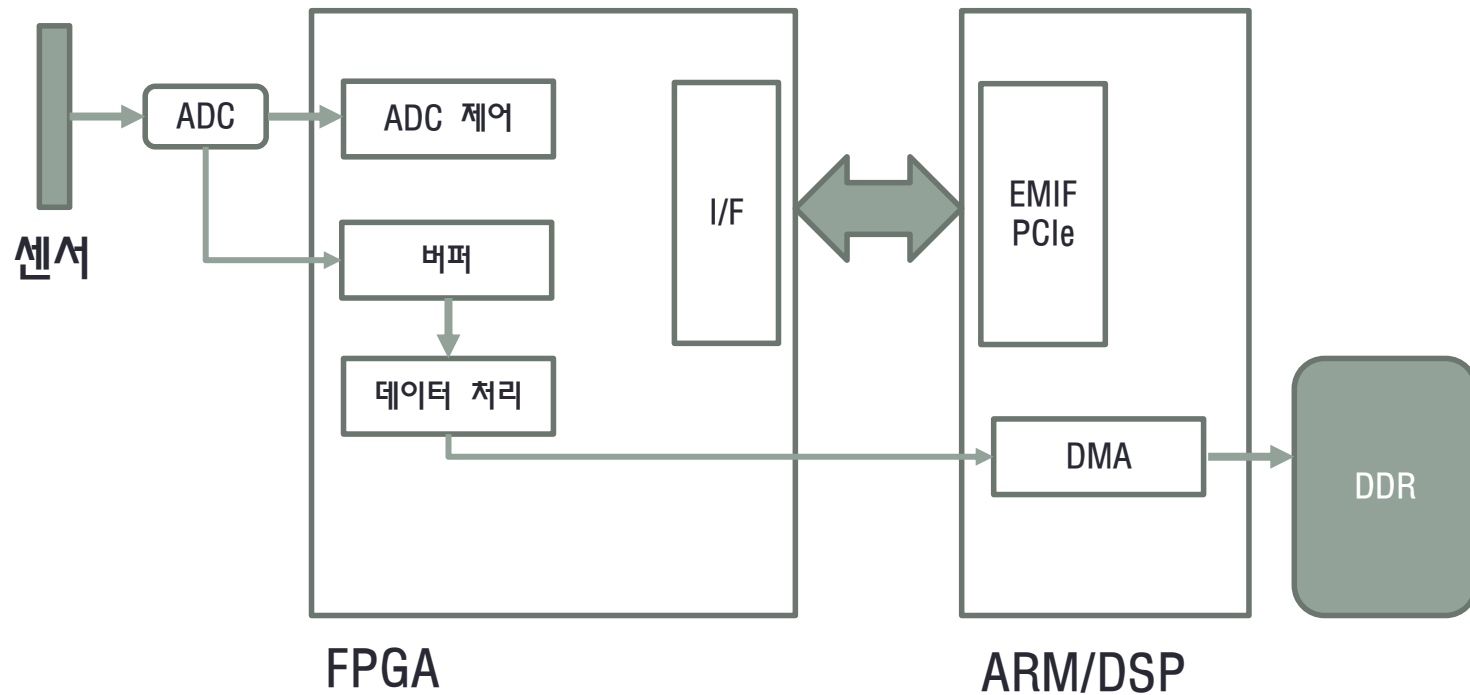 센서
ADC
ADC 제어
버퍼
데이터 처리
I/F
FPGA
EMIF
PCIe
DMA
ARM/DSP
DDR